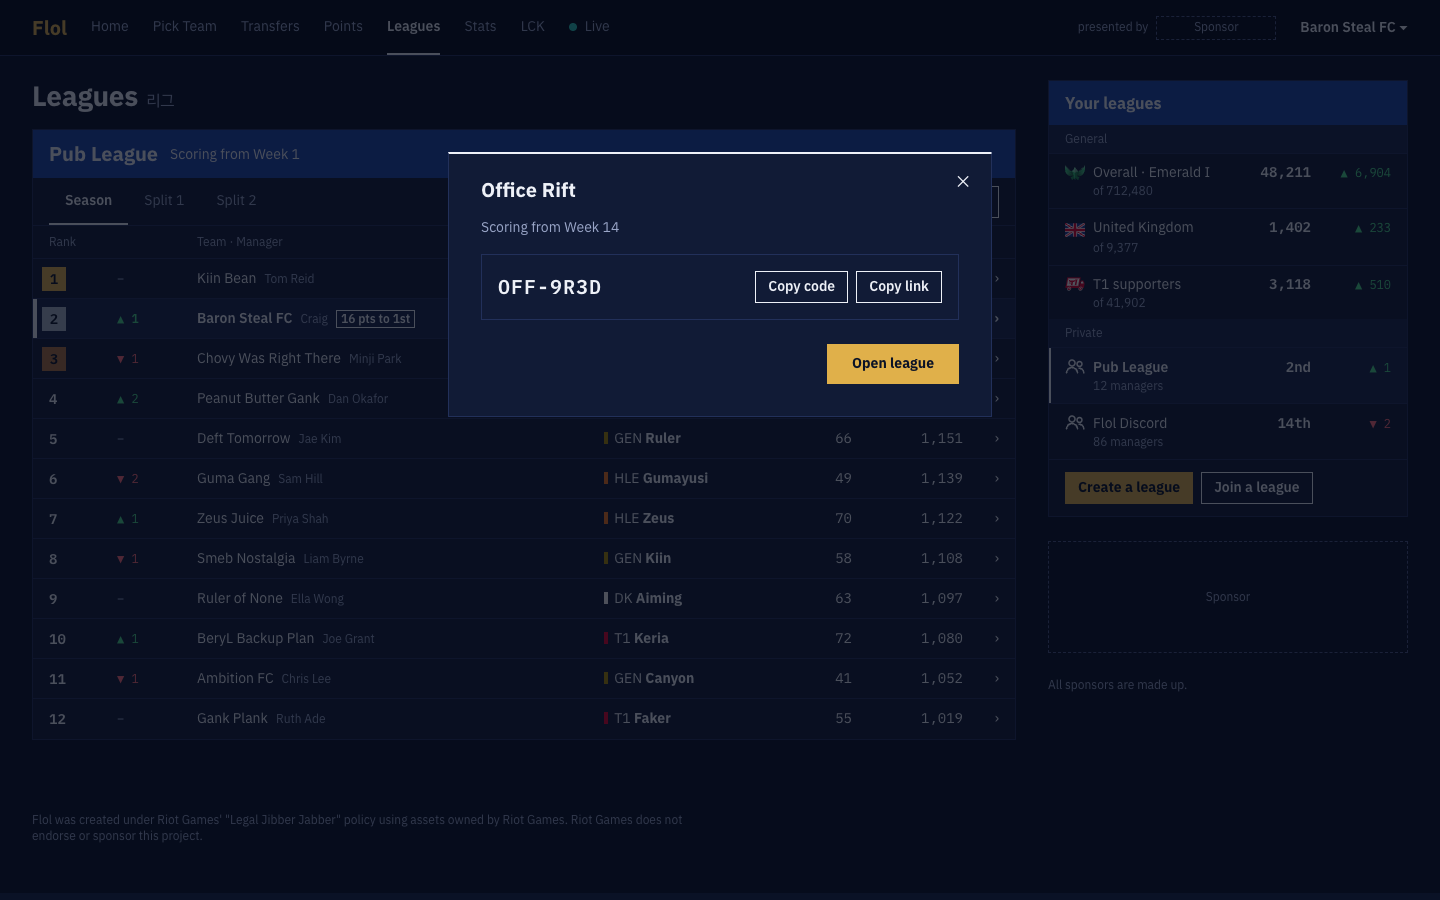 Flol Home Pick Team Transfers Points Leagues Stats LCK Live presented by Sponsor Baron Steal FC
Leagues 리그
Pub League Scoring from Week 1
Season Split 1 Split 2
Rank Team · Manager
1 – Kiin Bean Tom Reid ›
2 ▲ 1 Baron Steal FC Craig 16 pts to 1st ›
3 ▼ 1 Chovy Was Right There Minji Park ›
4 ▲ 2 Peanut Butter Gank Dan Okafor ›
5 – Deft Tomorrow Jae Kim GEN Ruler 66 1,151 ›
6 ▼ 2 Guma Gang Sam Hill HLE Gumayusi 49 1,139 ›
7 ▲ 1 Zeus Juice Priya Shah HLE Zeus 70 1,122 ›
8 ▼ 1 Smeb Nostalgia Liam Byrne GEN Kiin 58 1,108 ›
9 – Ruler of None Ella Wong DK Aiming 63 1,097 ›
10 ▲ 1 BeryL Backup Plan Joe Grant T1 Keria 72 1,080 ›
11 ▼ 1 Ambition FC Chris Lee GEN Canyon 41 1,052 ›
12 – Gank Plank Ruth Ade T1 Faker 55 1,019 ›
Office Rift
Scoring from Week 14
OFF-9R3D Copy code Copy link
Open league
Your leagues
General
Overall · Emerald I 48,211 ▲ 6,904
of 712,480
United Kingdom 1,402 ▲ 233
of 9,377
T1 supporters 3,118 ▲ 510
of 41,902
Private
Pub League 2nd ▲ 1
12 managers
Flol Discord 14th ▼ 2
86 managers
Create a league Join a league
Sponsor
All sponsors are made up.
Flol was created under Riot Games' "Legal Jibber Jabber" policy using assets owned by Riot Games. Riot Games does not
endorse or sponsor this project.